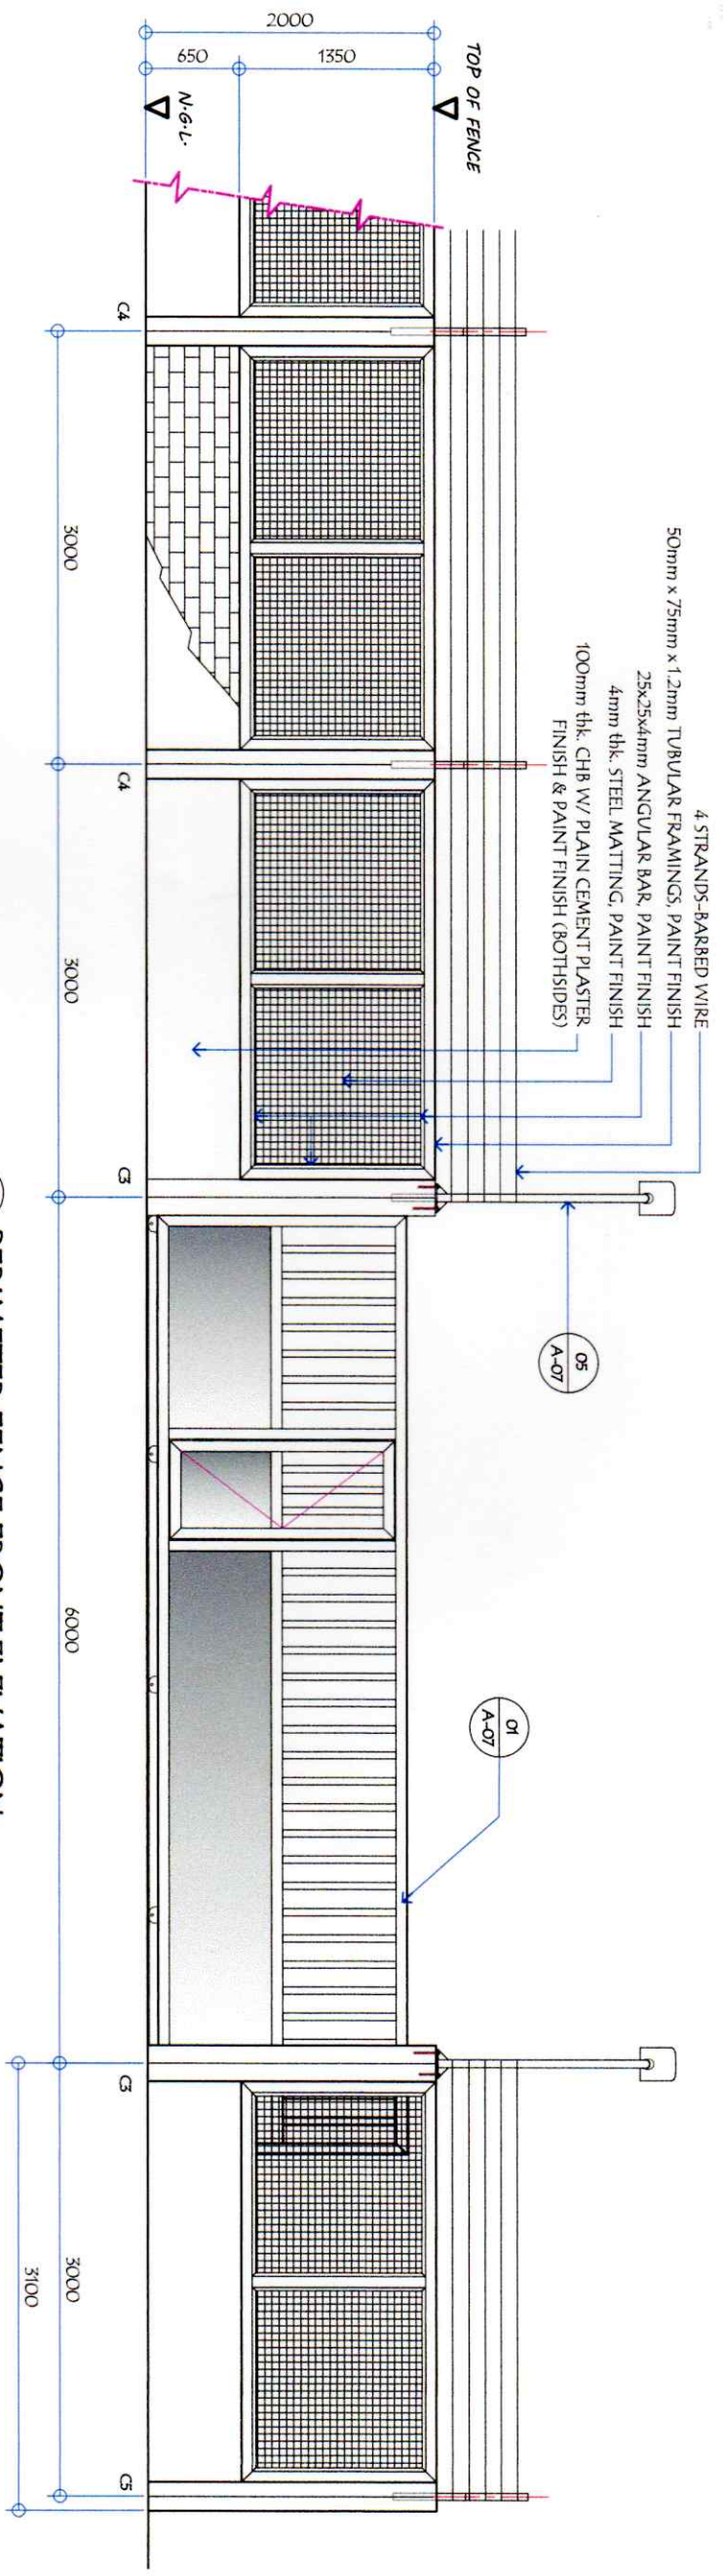 4 STRANDS-BARBED WIRE
50mm x 75mm x 1.2mm TUBULAR FRAMINGS, PAINT FINISH
25x25x4mm ANGULAR BAR, PAINT FINISH
4mm thk. STEEL MATTING, PAINT FINISH
100mm thk. CHB W/ PLAIN CEMENT PLASTER
FINISH & PAINT FINISH (BOTHSIDES)
TOP OF FENCE
N.G.L.
2000
650
1350
05
A-07
01
A-07
C4
C4
C3
C3
C5
3000
3000
6000
3000
3100